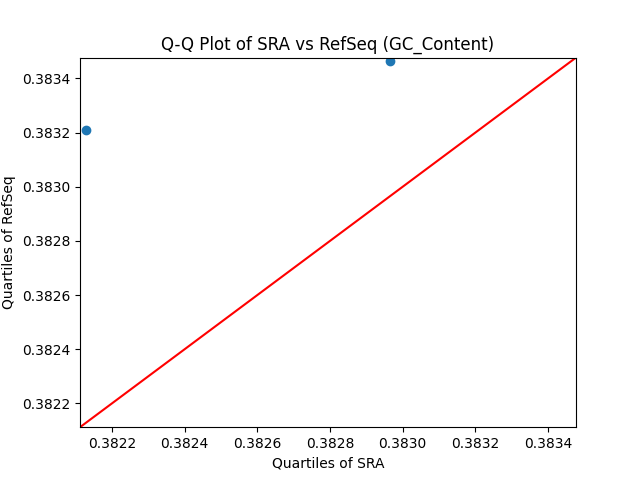 Q-Q Plot of SRA vs RefSeq (GC_Content)
Quartiles of RefSeq
0.3834
0.3832
0.3830
0.3828
0.3826
0.3824
0.3822
0.3822 0.3824 0.3826 0.3828 0.3830 0.3832 0.3834
Quartiles of SRA